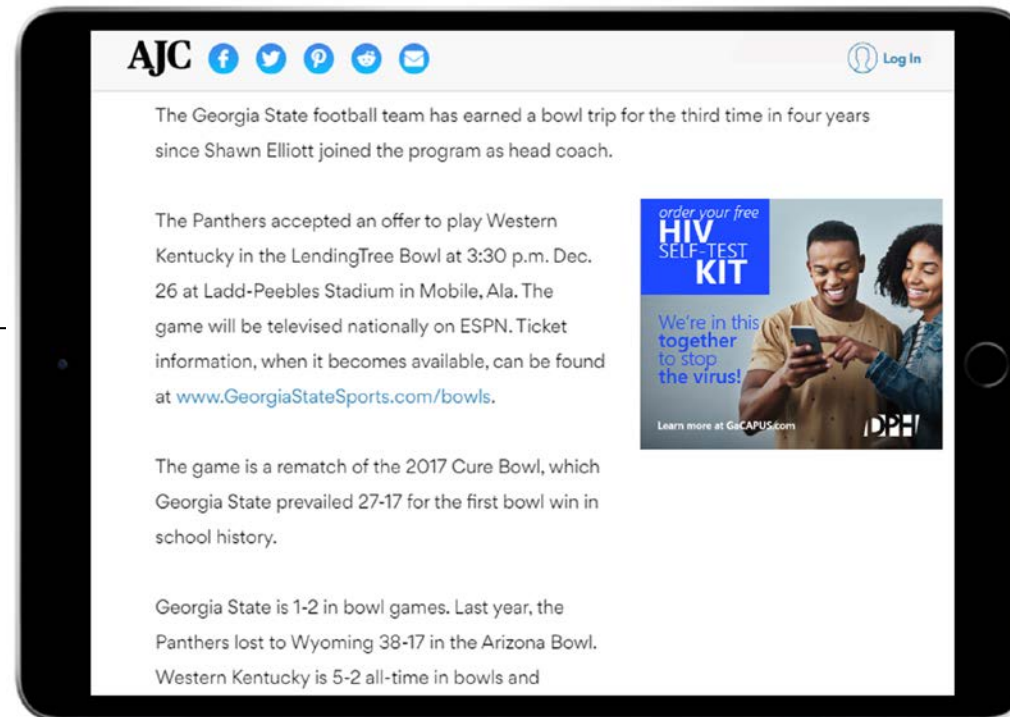 AJC
Log In
The Georgia State football team has earned a bowl trip for the third time in four years
since Shawn Elliott joined the program as head coach.
The Panthers accepted an offer to play Western
Kentucky in the LendingTree Bowl at 3:30 p.m. Dec.
26 at Ladd-Peebles Stadium in Mobile, Ala. The
game will be televised nationally on ESPN. Ticket
information, when it becomes available, can be found
at www.GeorgiaStateSports.com/bowls.
The game is a rematch of the 2017 Cure Bowl, which
Georgia State prevailed 27-17 for the first bowl win in
school history.
Georgia State is 1-2 in bowl games. Last year, the
Panthers lost to Wyoming 38-17 in the Arizona Bowl.
Western Kentucky is 5-2 all-time in bowls and
order your free
HIV
SELF-TEST
KIT
We're in this
together
to stop
the virus!
Learn more at GaCAPUS.com
DPH